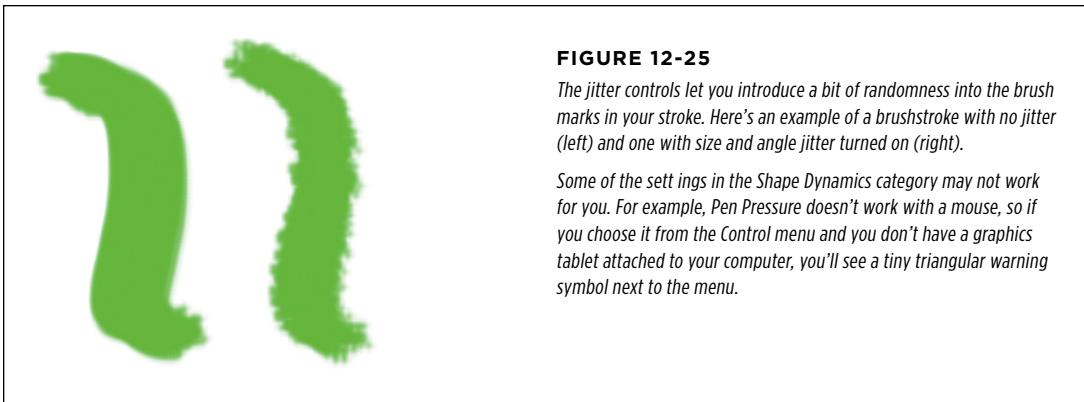 FIGURE 12-25
The jitter controls let you introduce a bit of randomness into the brush
marks in your stroke. Here’s an example of a brushstroke with no jitter
(left) and one with size and angle jitter turned on (right).
Some of the sett ings in the Shape Dynamics category may not work
for you. For example, Pen Pressure doesn’t work with a mouse, so if
you choose it from the Control menu and you don’t have a graphics
tablet attached to your computer, you’ll see a tiny triangular warning
symbol next to the menu.